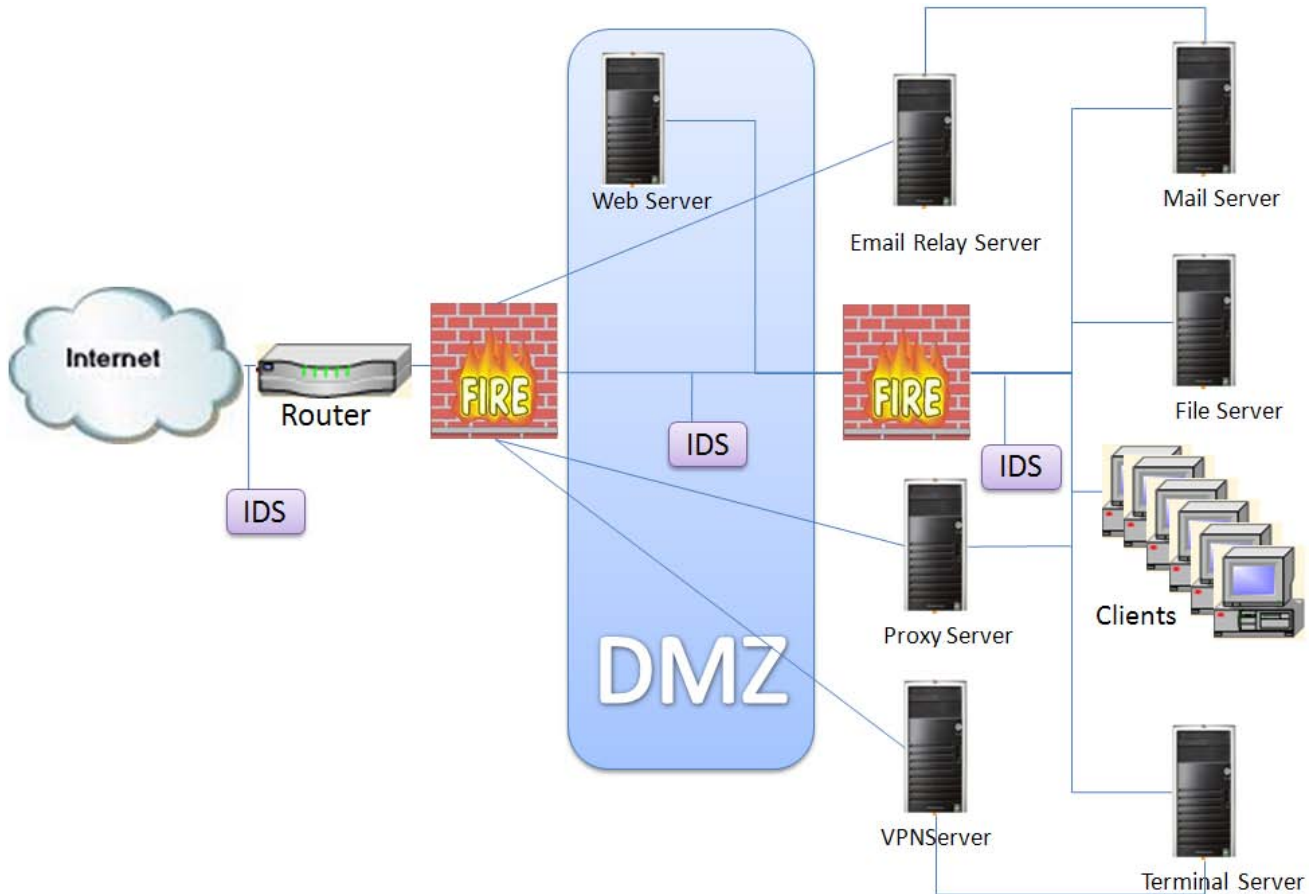 Web Server
Email Relay Server
Mail Server
Internet
Router
FIRE
FIRE
File Server
IDS
IDS
IDS
Proxy Server
Clients
DMZ
VPNServer
Terminal Server